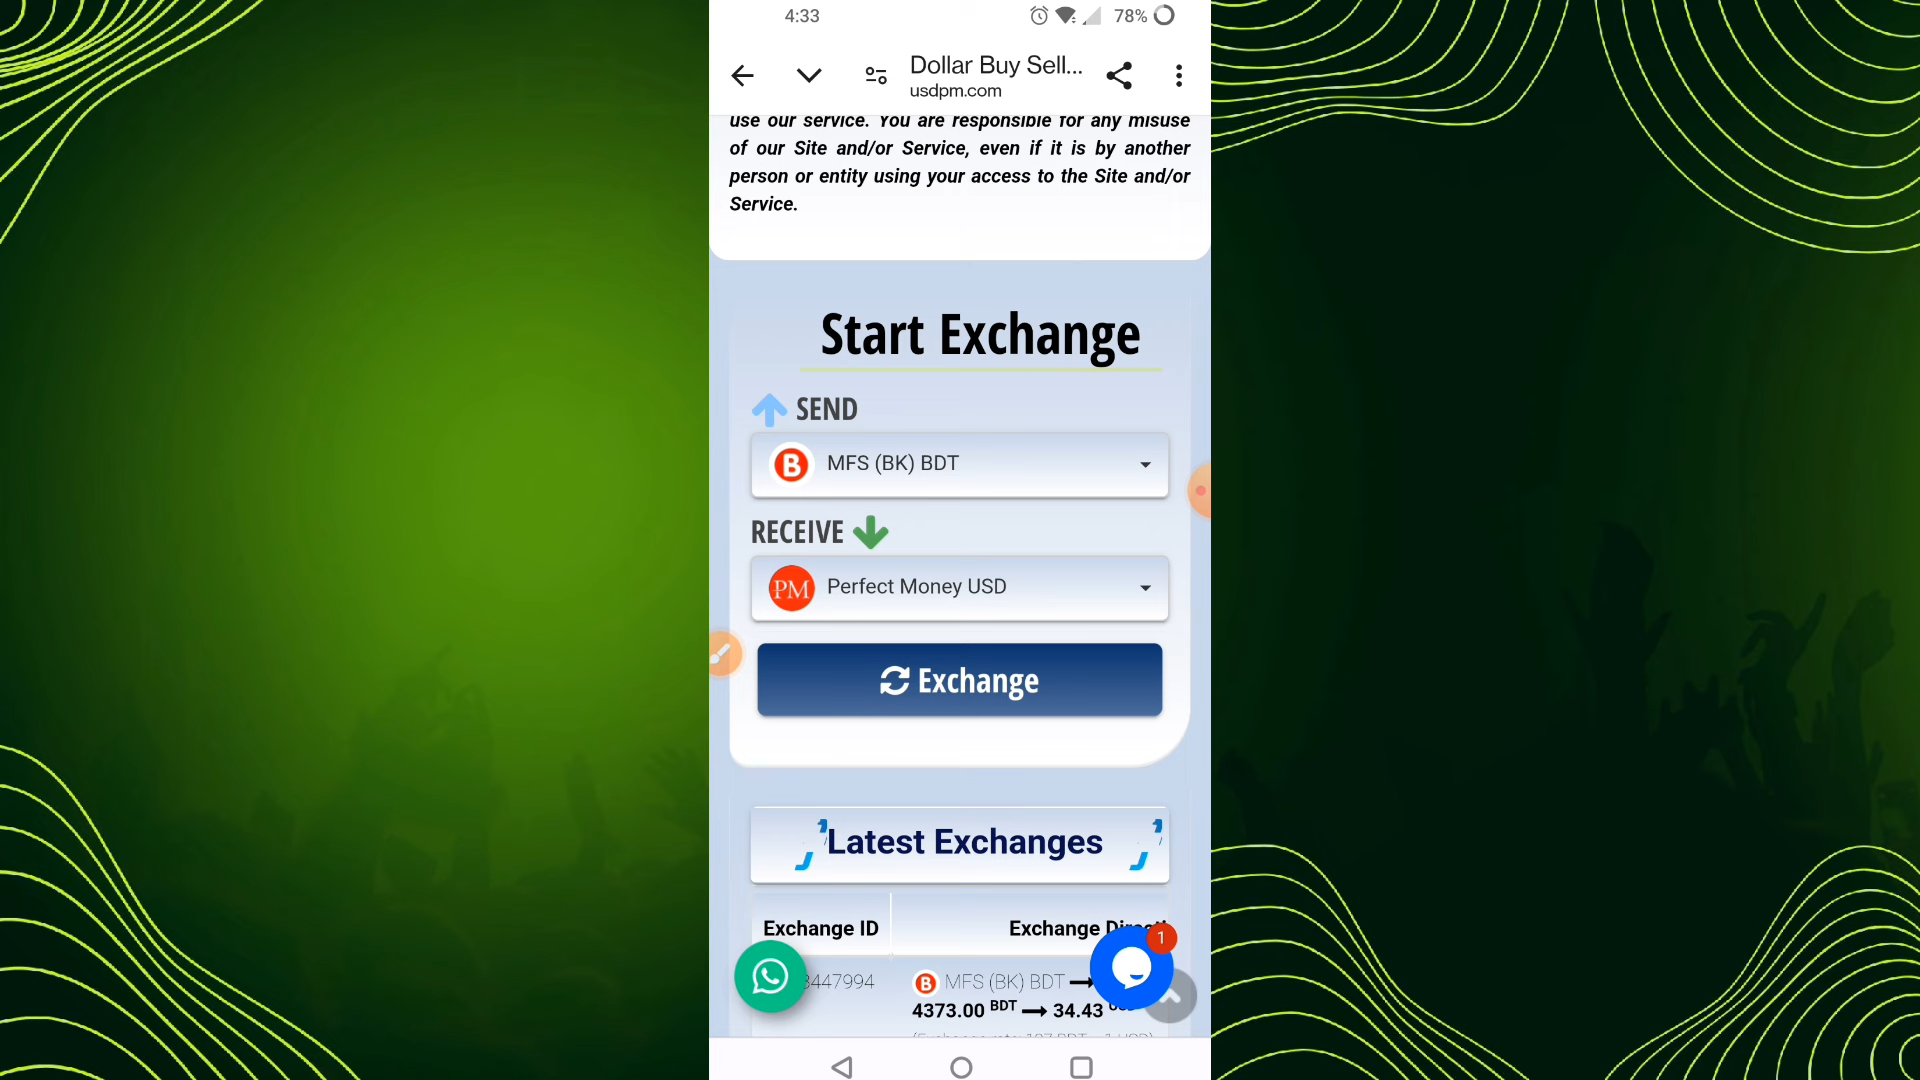 4:33
78%
Dollar Buy Sell...
usdpm.com
use our service. You are responsible for any misuse
of our Site and/or Service, even if it is by another
person or entity using your access to the Site and/or
Service.
Start Exchange
SEND
B MFS (BK) BDT
RECEIVE
PM Perfect Money USD
Exchange
Latest Exchanges
Exchange ID
Exchange
1
3447994
B MFS (BK) BDT
4373.00 BDT → 34.43